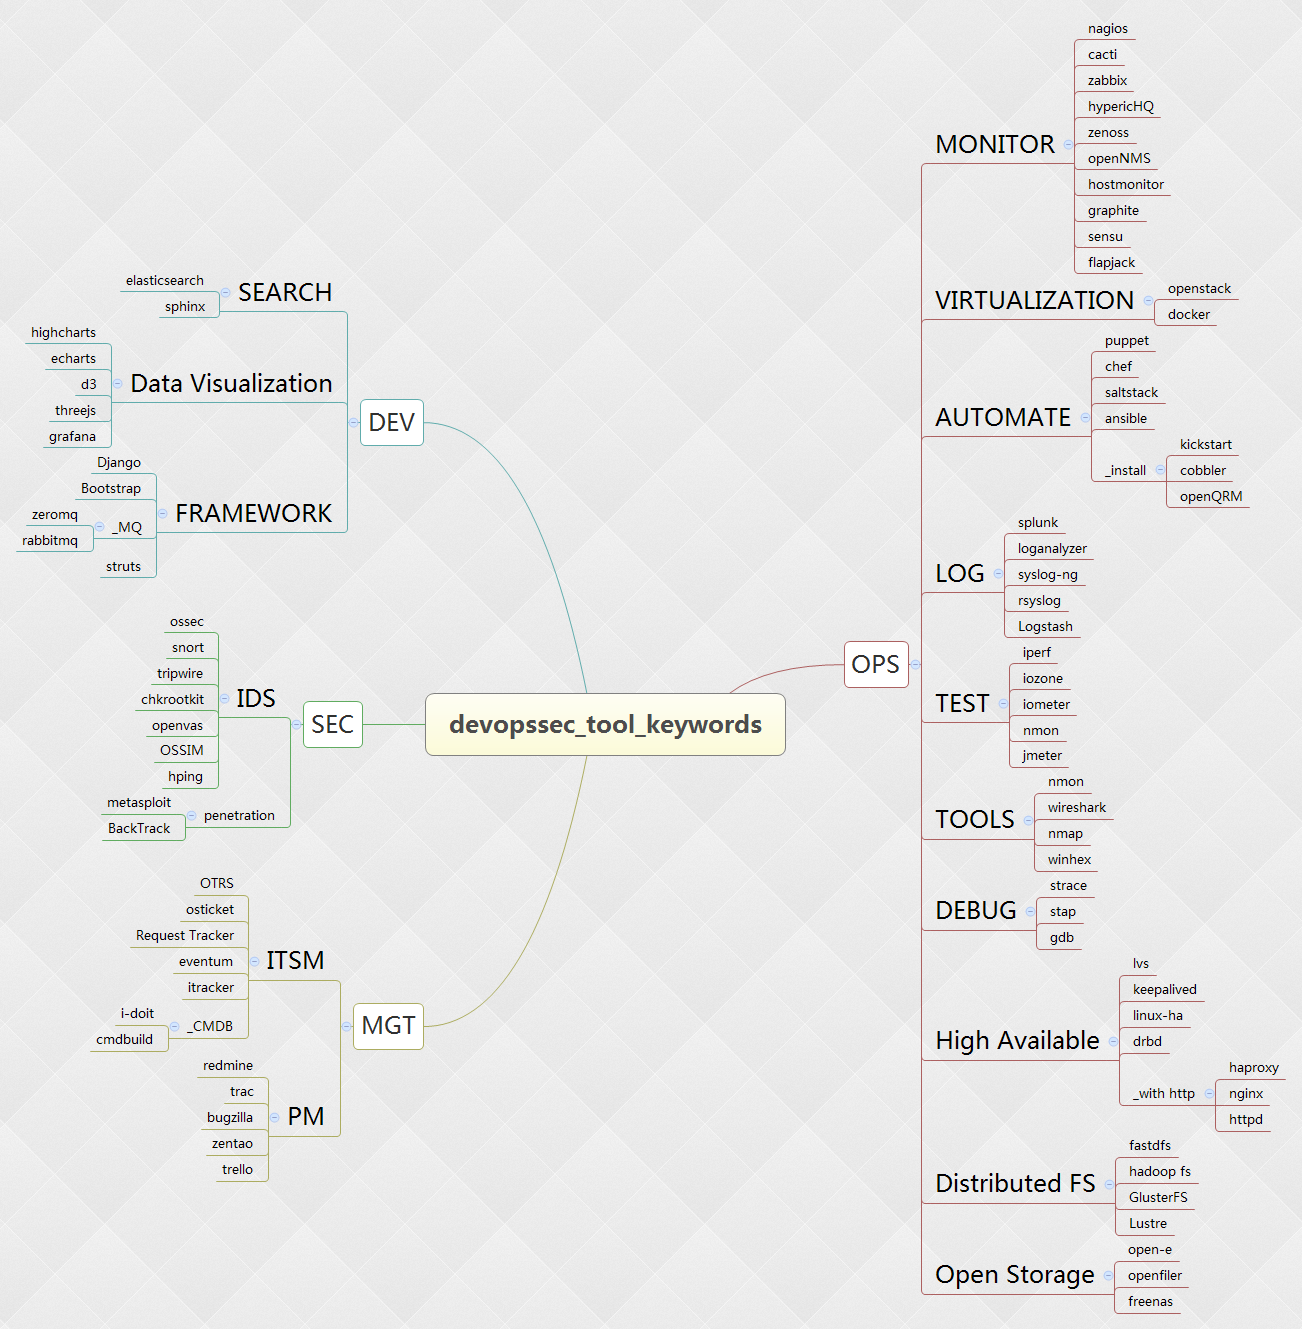 devopssec_tool_keywords
DEV
SEARCH
elasticsearch
sphinx
Data Visualization
highcharts
echarts
d3
threejs
grafana
FRAMEWORK
Django
Bootstrap
_MQ
zeromq
rabbitmq
struts
SEC
IDS
ossec
snort
tripwire
chkrootkit
openvas
OSSIM
hping
penetration
metasploit
BackTrack
MGT
ITSM
OTRS
osticket
Request Tracker
eventum
itracker
_CMDB
i-doit
cmdbuild
PM
redmine
trac
bugzilla
zentao
trello
OPS
MONITOR
nagios
cacti
zabbix
hypericHQ
zenoss
openNMS
hostmonitor
graphite
sensu
flapjack
VIRTUALIZATION
openstack
docker
AUTOMATE
puppet
chef
saltstack
ansible
_install
kickstart
cobbler
openQRM
LOG
splunk
loganalyzer
syslog-ng
rsyslog
Logstash
TEST
iperf
iozone
iometer
nmon
jmeter
TOOLS
nmon
wireshark
nmap
winhex
DEBUG
strace
stap
gdb
High Available
lvs
keepalived
linux-ha
drbd
_with http
haproxy
nginx
httpd
Distributed FS
fastdfs
hadoop fs
GlusterFS
Lustre
Open Storage
open-e
openfiler
freenas